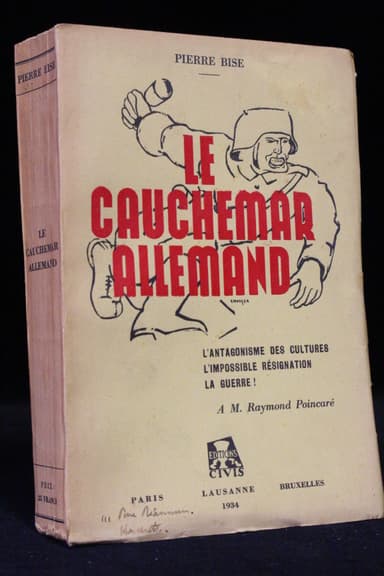 PIERRE BISE
LE
CAUCHEMAR
ALLEMAND
L'ANTAGONISME DES CULTURES
L'IMPOSSIBLE RÉSIGNATION
LA GUERRE !
A M. Raymond Poincaré
EDITIONS
CIVIS
PARIS LAUSANNE BRUXELLES
1934
PIERRE BISE
LE
CAUCHEMAR
ALLEMAND
PRIX